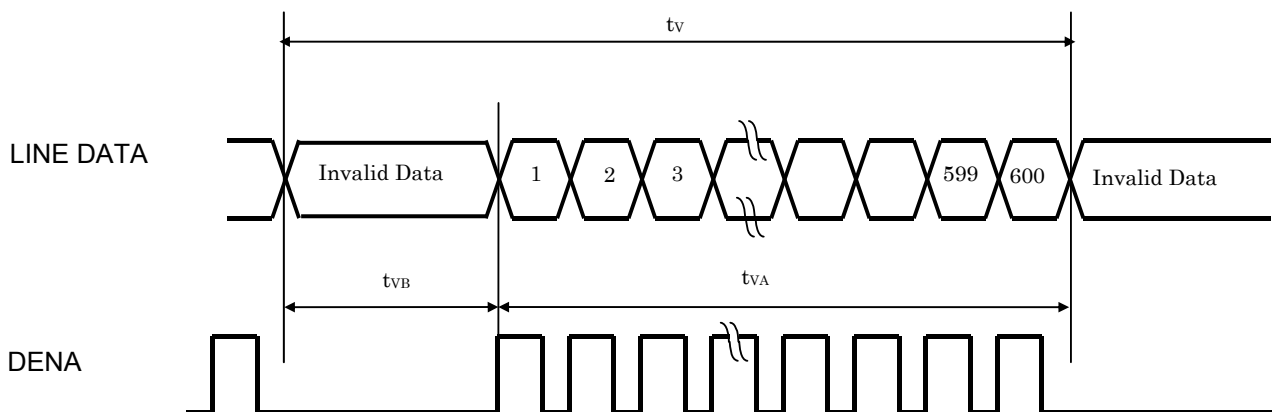 tV
LINE DATA
Invalid Data 1 2 3 599 600 Invalid Data
tVB tVA
DENA